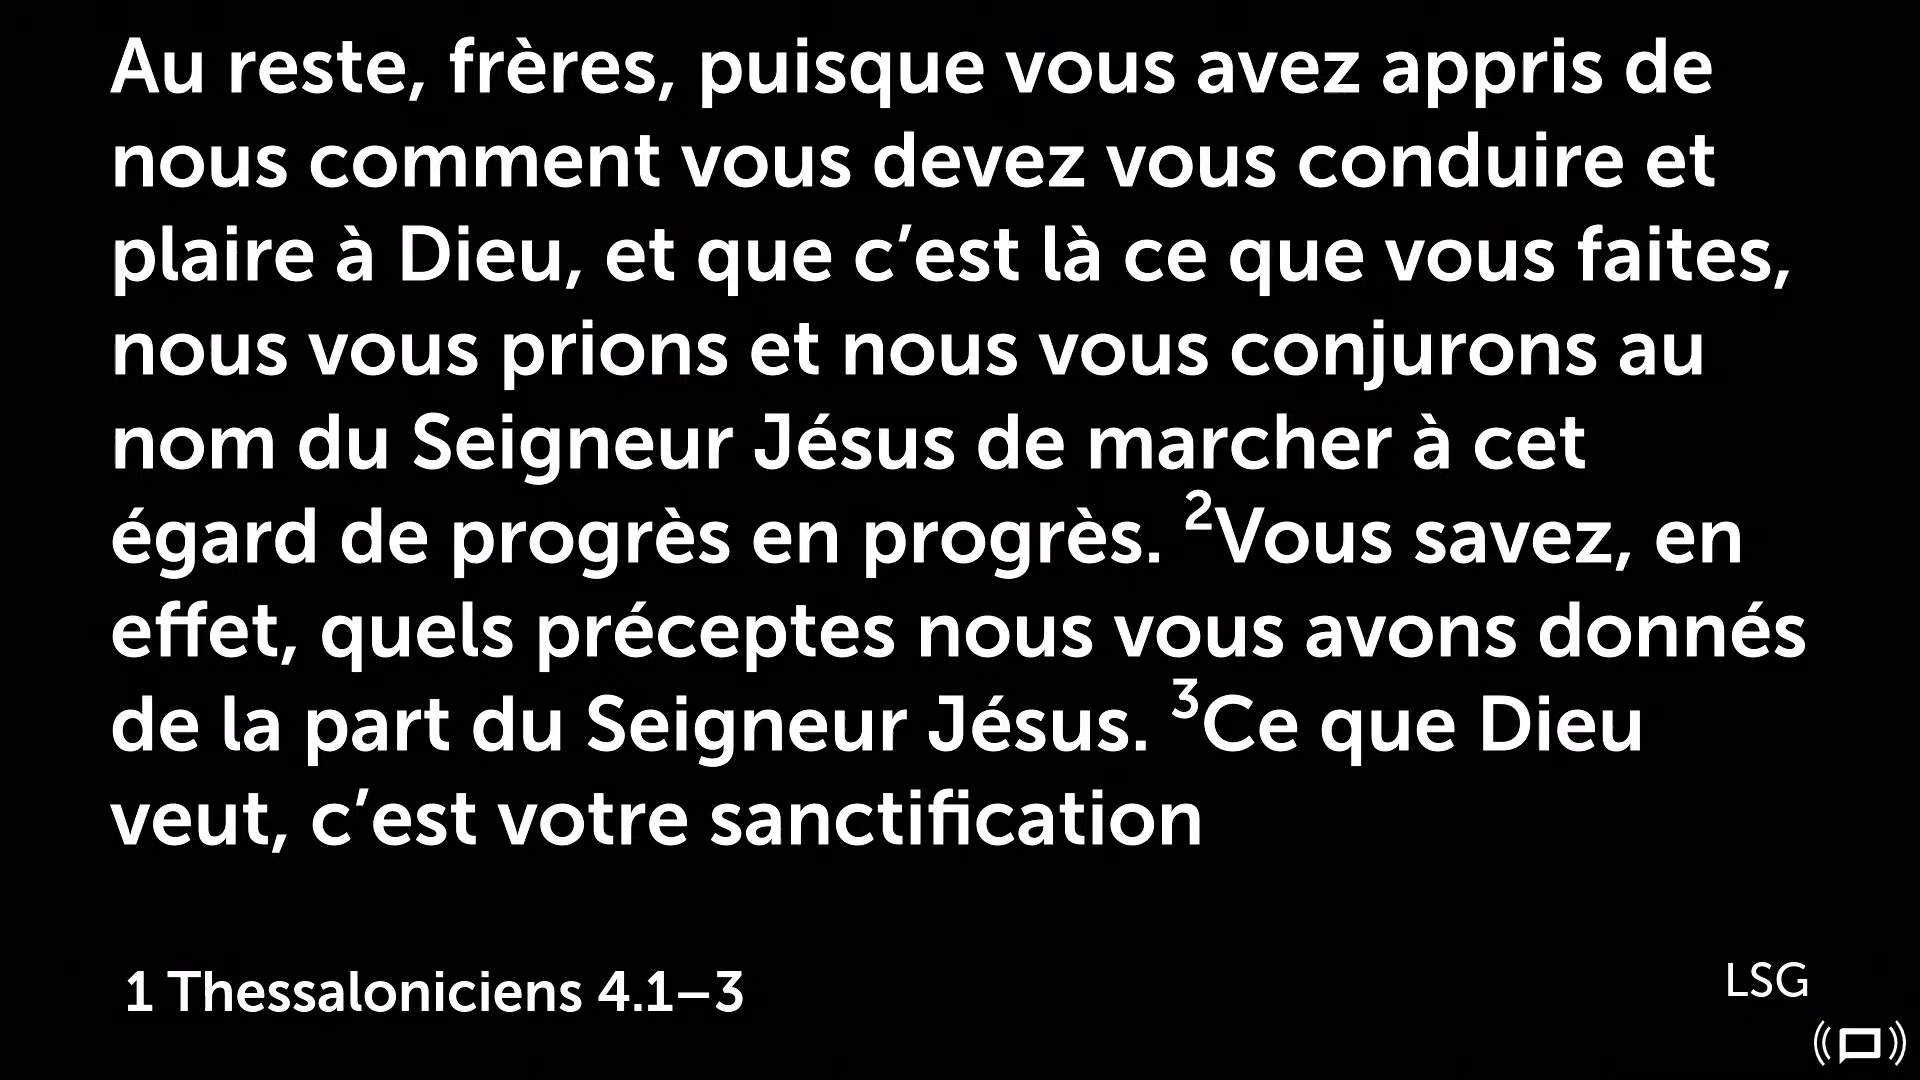 Au reste, frères, puisque vous avez appris de
nous comment vous devez vous conduire et
plaire à Dieu, et que c’est là ce que vous faites,
nous vous prions et nous vous conjurons au
nom du Seigneur Jésus de marcher à cet
égard de progrès en progrès. ²Vous savez, en
effet, quels préceptes nous vous avons donnés
de la part du Seigneur Jésus. ³Ce que Dieu
veut, c’est votre sanctification
1 Thessaloniciens 4.1–3
LSG